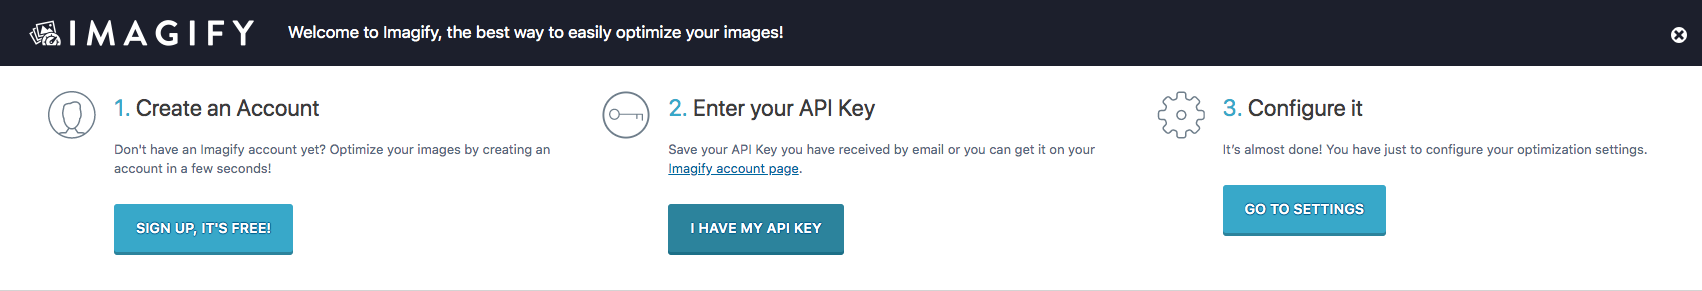 IMAGIFY Welcome to Imagify, the best way to easily optimize your images!
1. Create an Account
Don't have an Imagify account yet? Optimize your images by creating an
account in a few seconds!
SIGN UP, IT'S FREE!
2. Enter your API Key
Save your API Key you have received by email or you can get it on your
Imagify account page.
I HAVE MY API KEY
3. Configure it
It's almost done! You have just to configure your optimization settings.
GO TO SETTINGS